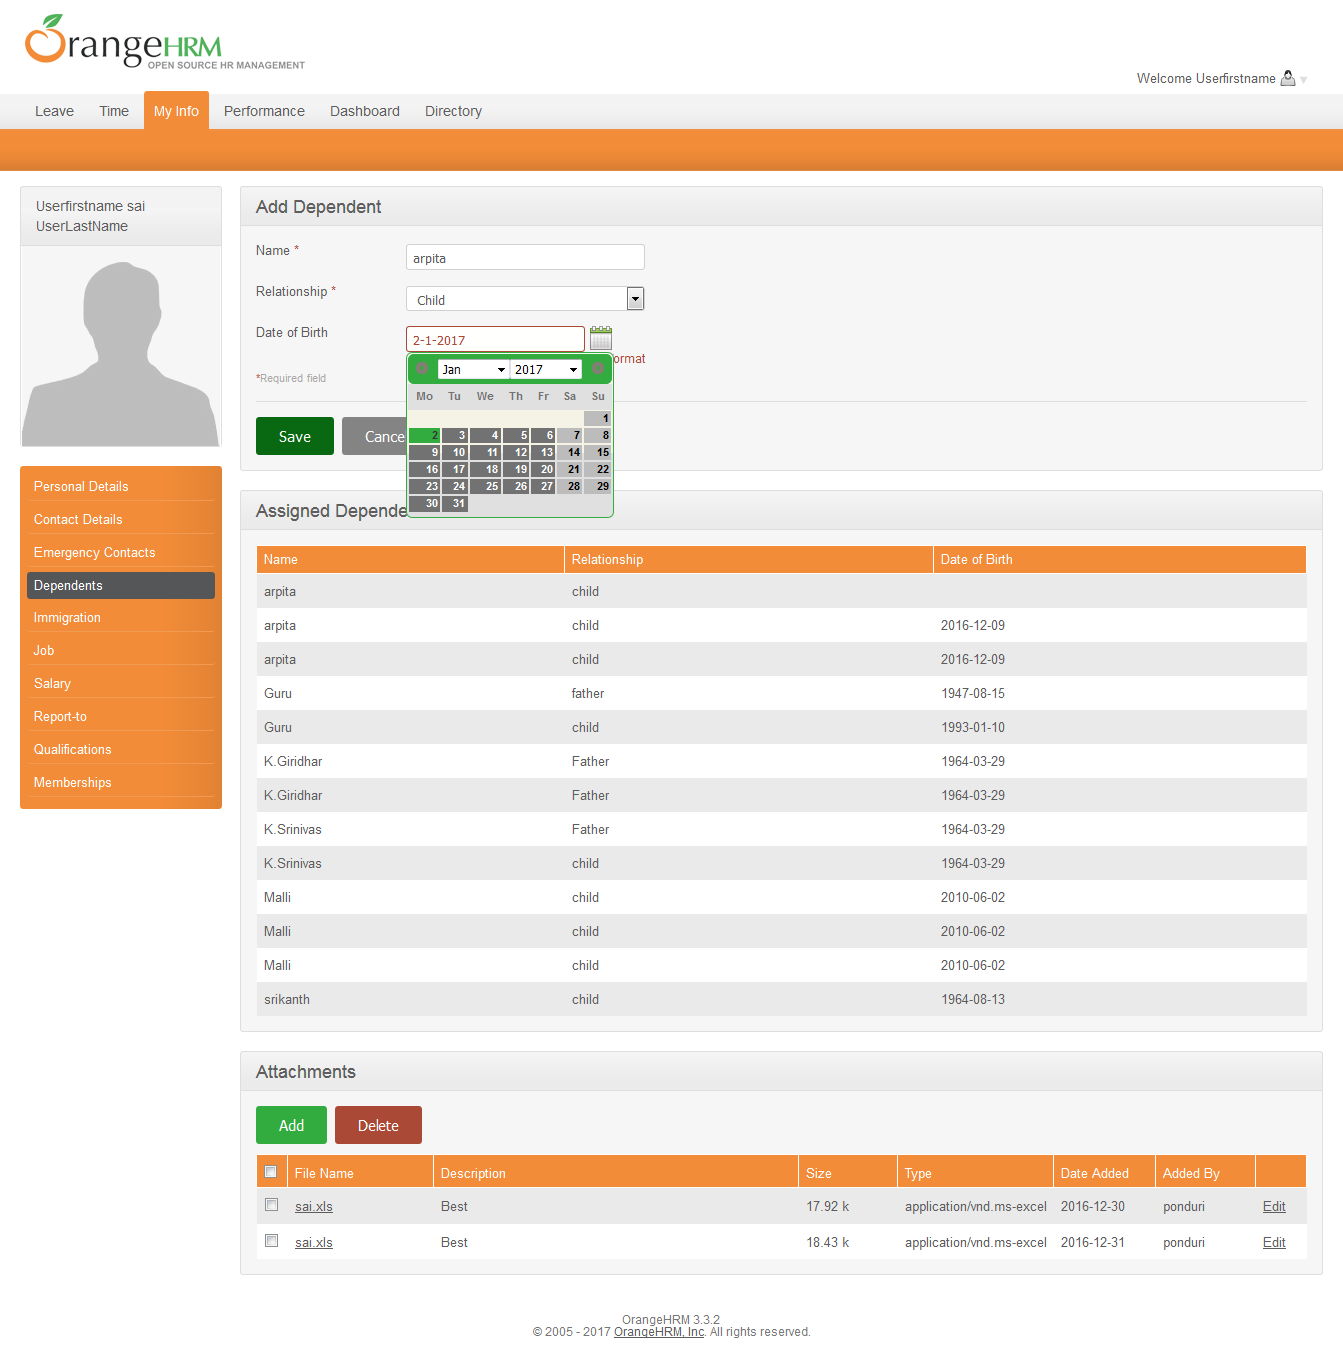 OrangeHRM
OPEN SOURCE HR MANAGEMENT
Welcome Userfirstname
Leave Time My Info Performance Dashboard Directory
Userfirstname sai
UserLastName
Personal Details
Contact Details
Emergency Contacts
Dependents
Immigration
Job
Salary
Report-to
Qualifications
Memberships
Add Dependent
Name * arpita
Relationship * Child
Date of Birth 2-1-2017
ormat
*Required field
Save Cance
Jan 2017
Mo Tu We Th Fr Sa Su
1
2 3 4 5 6 7 8
9 10 11 12 13 14 15
16 17 18 19 20 21 22
23 24 25 26 27 28 29
30 31
Assigned Depende
Name Relationship Date of Birth
arpita child
arpita child 2016-12-09
arpita child 2016-12-09
Guru father 1947-08-15
Guru child 1993-01-10
K.Giridhar Father 1964-03-29
K.Giridhar Father 1964-03-29
K.Srinivas Father 1964-03-29
K.Srinivas child 1964-03-29
Malli child 2010-06-02
Malli child 2010-06-02
Malli child 2010-06-02
srikanth child 1964-08-13
Attachments
Add Delete
File Name Description Size Type Date Added Added By
sai.xls Best 17.92 k application/vnd.ms-excel 2016-12-30 ponduri Edit
sai.xls Best 18.43 k application/vnd.ms-excel 2016-12-31 ponduri Edit
OrangeHRM 3.3.2
© 2005 - 2017 OrangeHRM, Inc. All rights reserved.